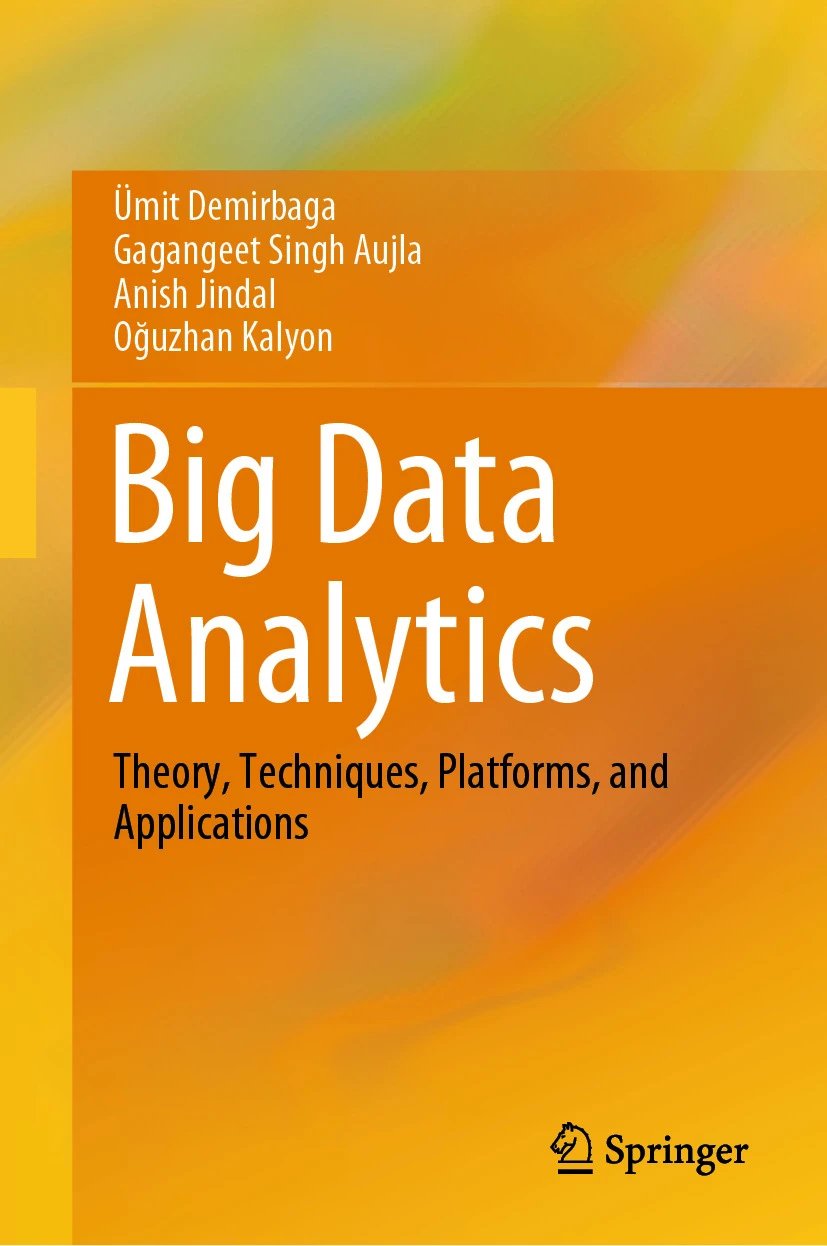 Ümit Demirbaga
Gagangeet Singh Aujla
Anish Jindal
Oğuzhan Kalyon
Big Data
Analytics
Theory, Techniques, Platforms, and
Applications
Springer